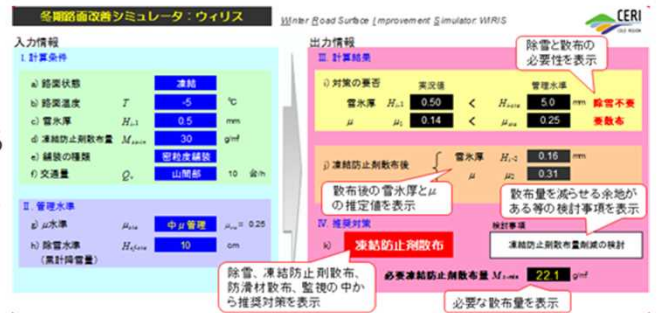 冬期路面改善シミュレータ：ウィリス
Winter Road Surface Improvement Simulator: WIRIS
CERI
入力情報
I. 計算条件
a) 路面状態 凍結
b) 路面温度 T -5 ℃
c) 雪氷厚 0.5 mm
d) 凍結防止剤散布量 30 g/㎡
e) 舗装の種類 密粒度舗装
f) 交通量 山間部 10 台/h
II. 管理水準
g) μ水準 中μ管理 = 0.25
h) 除雪水準 10 cm
(累計降雪量)
出力情報
III. 計算結果
除雪と散布の
必要性を表示
i) 対策の要否 実況値 管理水準
雪氷厚 0.50 < 5.0 mm 除雪不要
μ 0.14 < 0.25 要散布
j) 凍結防止剤散布後
雪氷厚 0.16 mm
μ 0.31
散布後の雪氷厚とμ
の推定値を表示
散布量を減らせる余地が
ある等の検討事項を表示
IV. 推奨対策
検討事項
k) 凍結防止剤散布
凍結防止剤散布量削減の検討
必要凍結防止剤散布量 22.1 g/㎡
除雪、凍結防止剤散布、
防滑材散布、監視の中か
ら推奨対策を表示
必要な散布量を表示